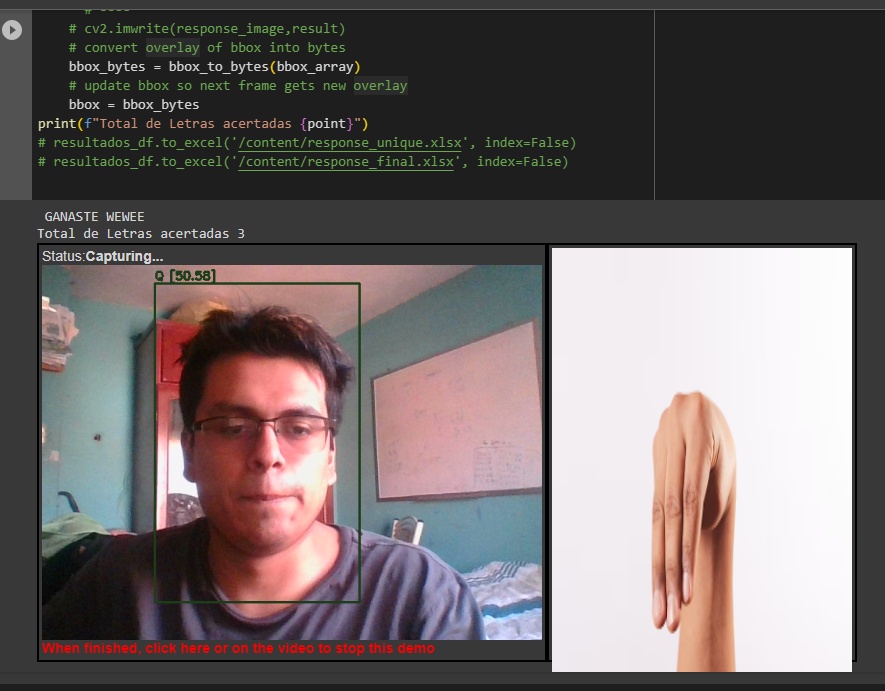 # cv2.imwrite(response_image,result)
# convert overlay of bbox into bytes
bbox_bytes = bbox_to_bytes(bbox_array)
# update bbox so next frame gets new overlay
bbox = bbox_bytes
print(f"Total de Letras acertadas {point}")
# resultados_df.to_excel('/content/response_unique.xlsx', index=False)
# resultados_df.to_excel('/content/response_final.xlsx', index=False)
GANASTE WEWEE
Total de Letras acertadas 3
Status:Capturing...
Q [50.58]
When finished, click here or on the video to stop this demo